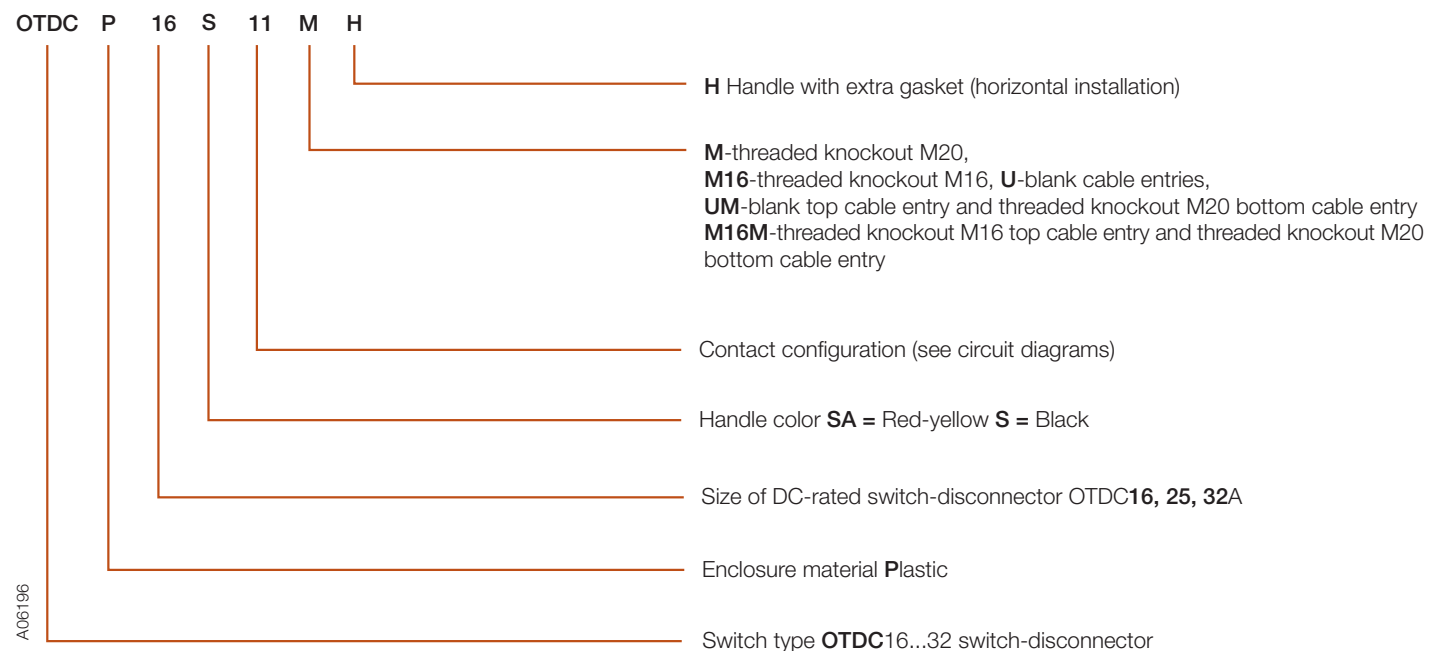 OTDC P 16 S 11 M H
H Handle with extra gasket (horizontal installation)
M-threaded knockout M20,
M16-threaded knockout M16, U-blank cable entries,
UM-blank top cable entry and threaded knockout M20 bottom cable entry
M16M-threaded knockout M16 top cable entry and threaded knockout M20
bottom cable entry
Contact configuration (see circuit diagrams)
Handle color SA = Red-yellow S = Black
Size of DC-rated switch-disconnector OTDC16, 25, 32A
Enclosure material Plastic
Switch type OTDC16...32 switch-disconnector
A06196